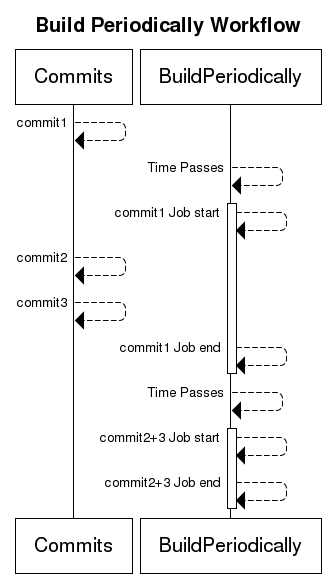 Build Periodically Workflow
Commits
BuildPeriodically
commit1
Time Passes
commit1 Job start
commit2
commit3
commit1 Job end
Time Passes
commit2+3 Job start
commit2+3 Job end
Commits
BuildPeriodically